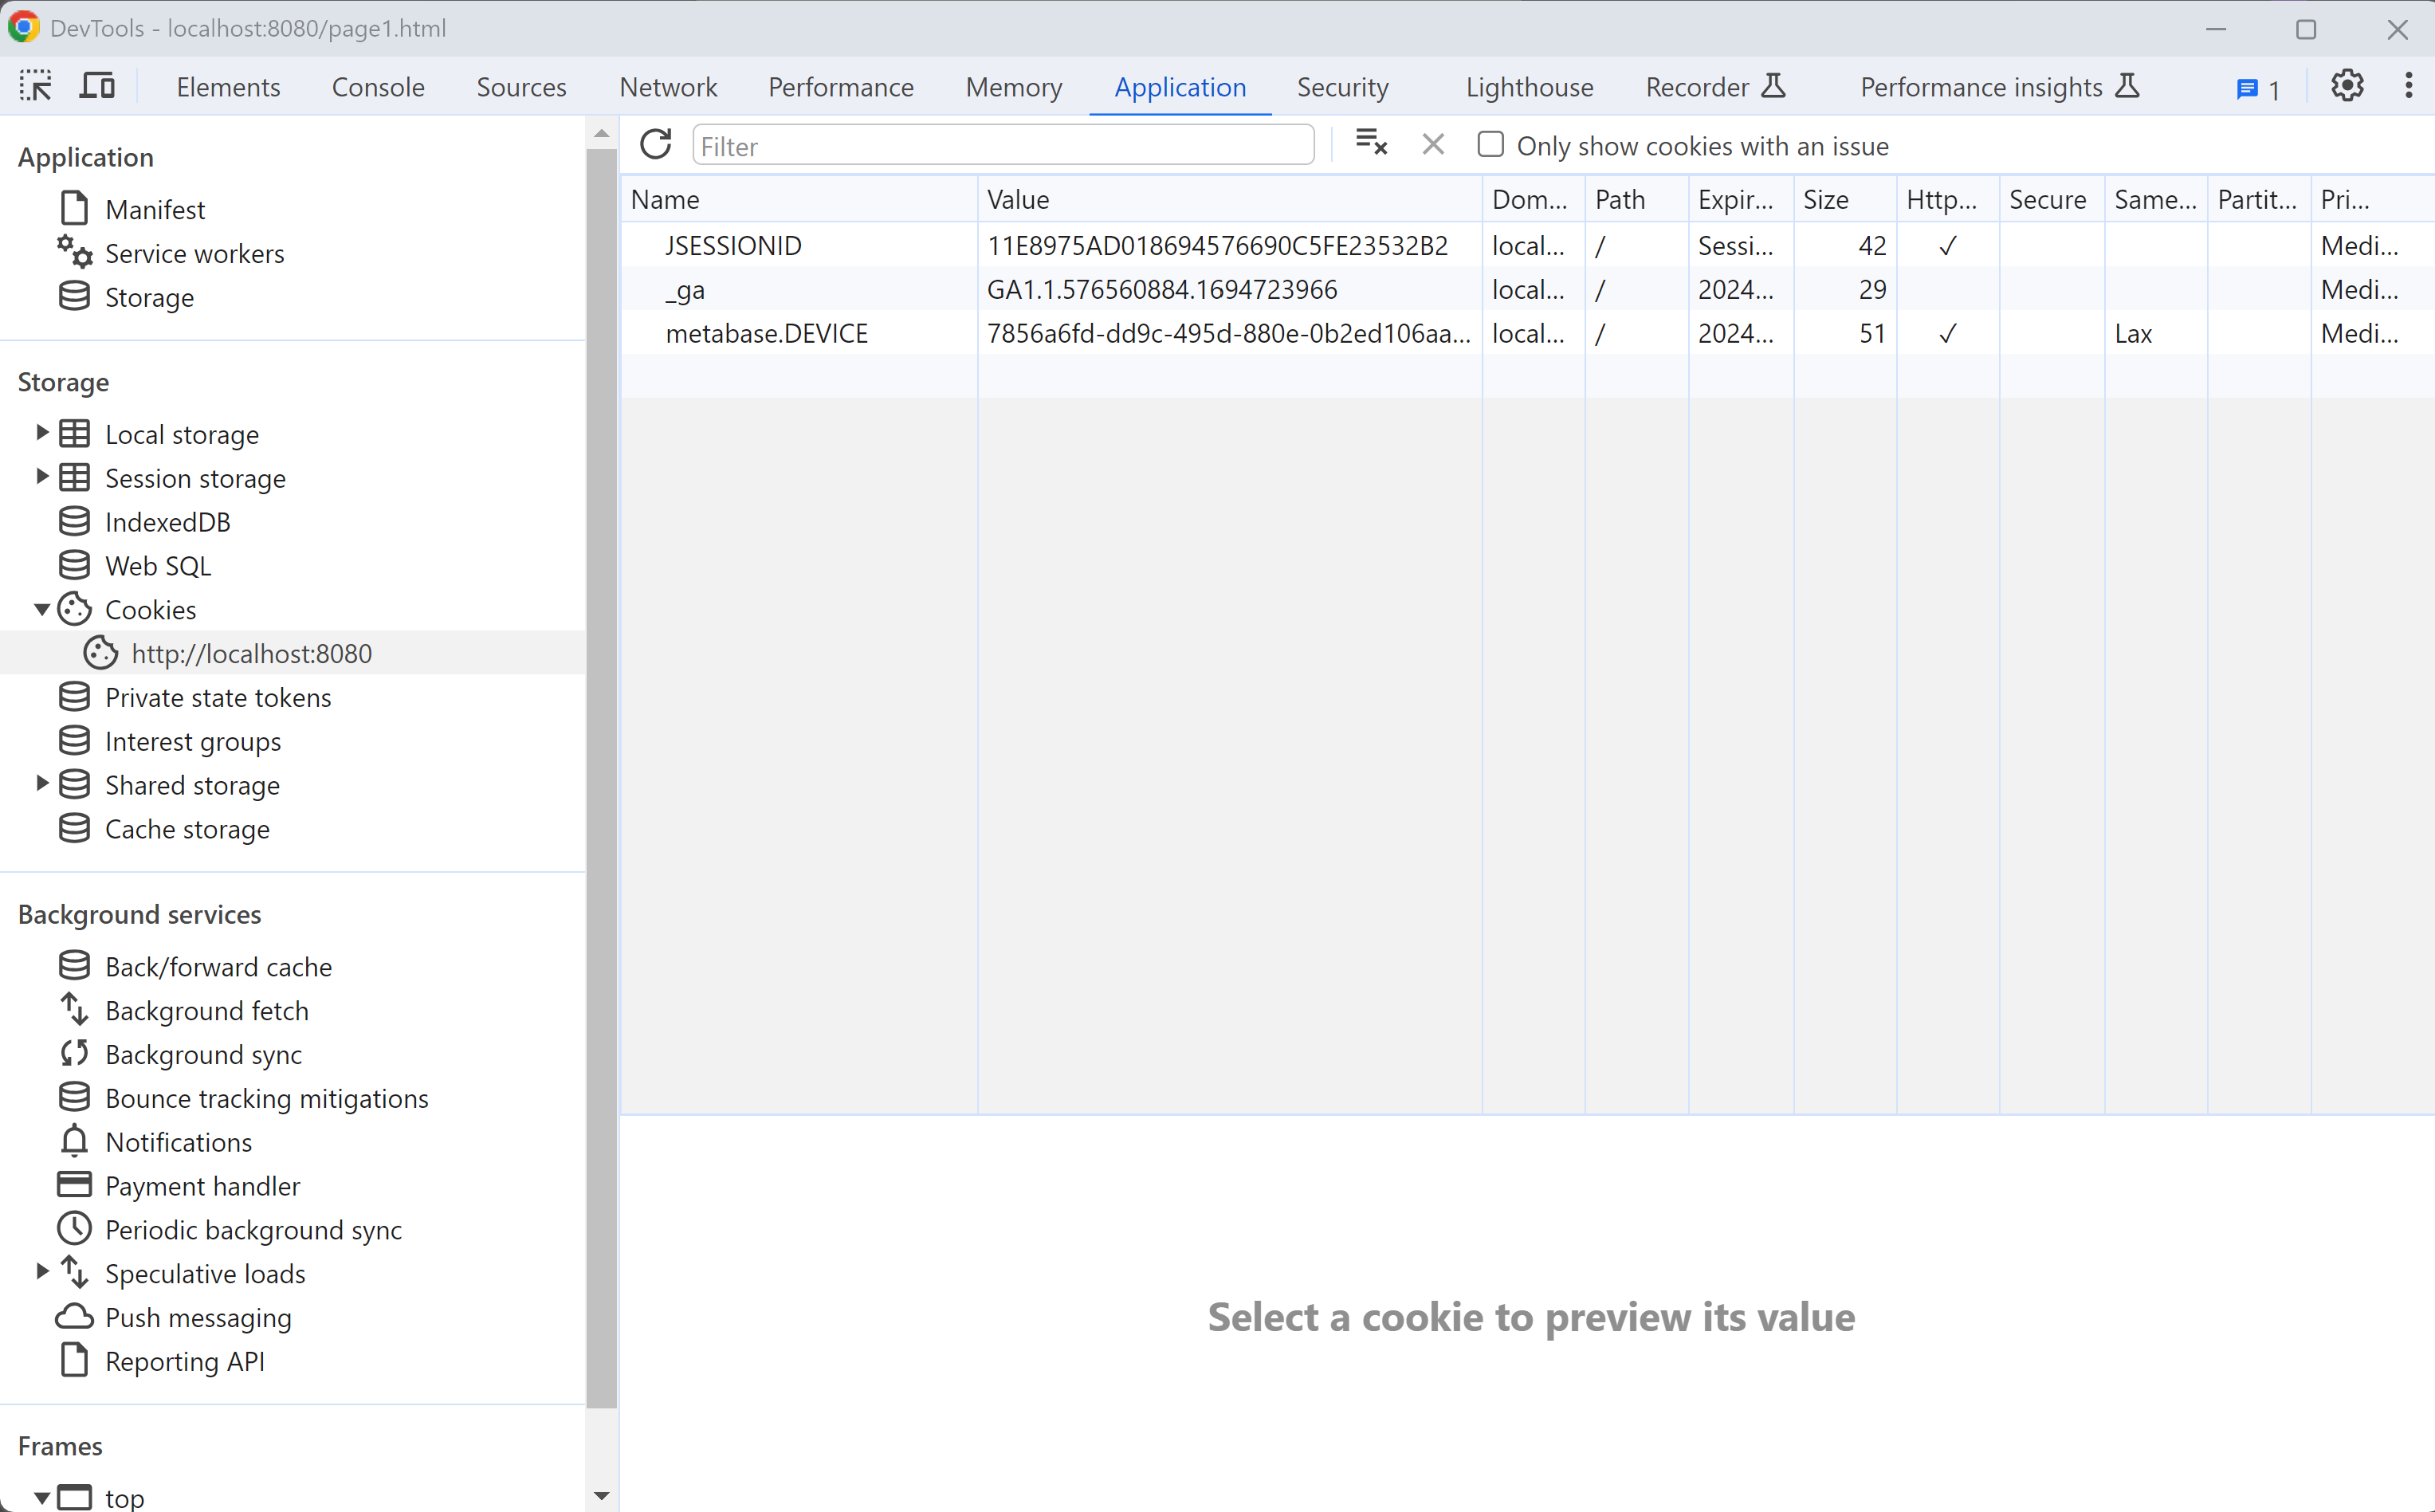 DevTools - localhost:8080/page1.html
Elements Console Sources Network Performance Memory Application Security Lighthouse Recorder Performance insights 1
Application
Manifest
Service workers
Storage
Storage
Local storage
Session storage
IndexedDB
Web SQL
Cookies
http://localhost:8080
Private state tokens
Interest groups
Shared storage
Cache storage
Background services
Back/forward cache
Background fetch
Background sync
Bounce tracking mitigations
Notifications
Payment handler
Periodic background sync
Speculative loads
Push messaging
Reporting API
Frames
top
Filter Only show cookies with an issue
Name Value Dom... Path Expir... Size Http... Secure Same... Partit... Pri...
JSESSIONID 11E8975AD018694576690C5FE23532B2 local... / Sessi... 42 ✓ Medi...
_ga GA1.1.576560884.1694723966 local... / 2024... 29 Medi...
metabase.DEVICE 7856a6fd-dd9c-495d-880e-0b2ed106aa... local... / 2024... 51 ✓ Lax Medi...
Select a cookie to preview its value